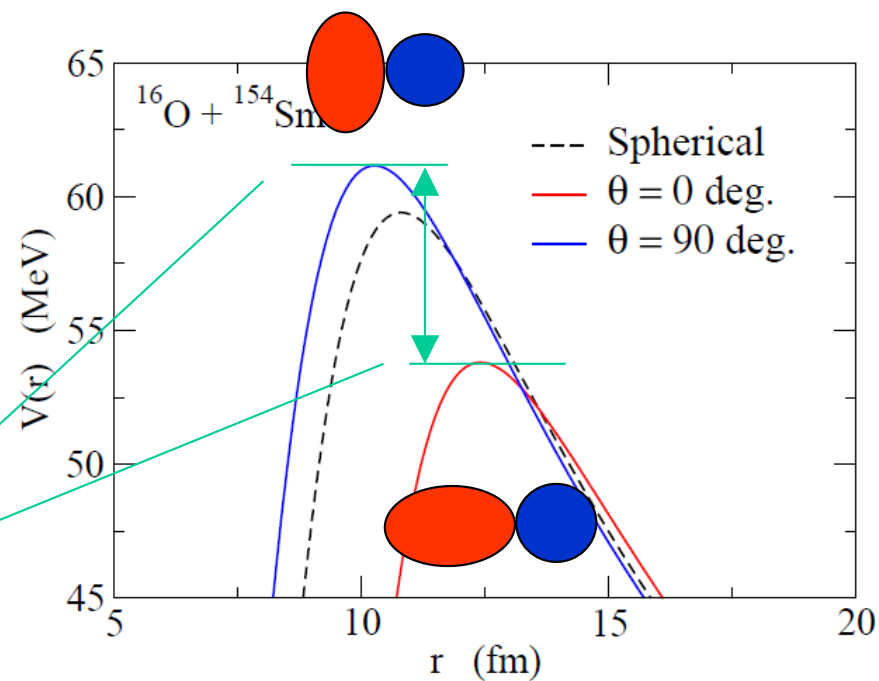 65
60
55
50
45
V(r) (MeV)
¹⁶O + ¹⁵⁴Sm
Spherical
θ = 0 deg.
θ = 90 deg.
5
10
15
20
r (fm)